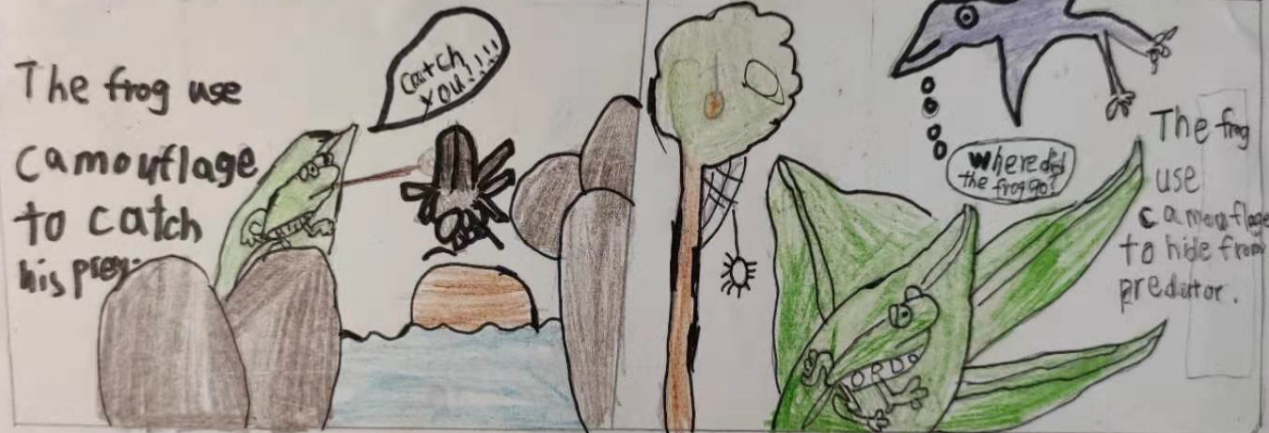 The frog use
camouflage
to catch
his prey.
Catch
you!!!!
Where did
the frog go?
The frog
use
camouflage
to hide from
predator.